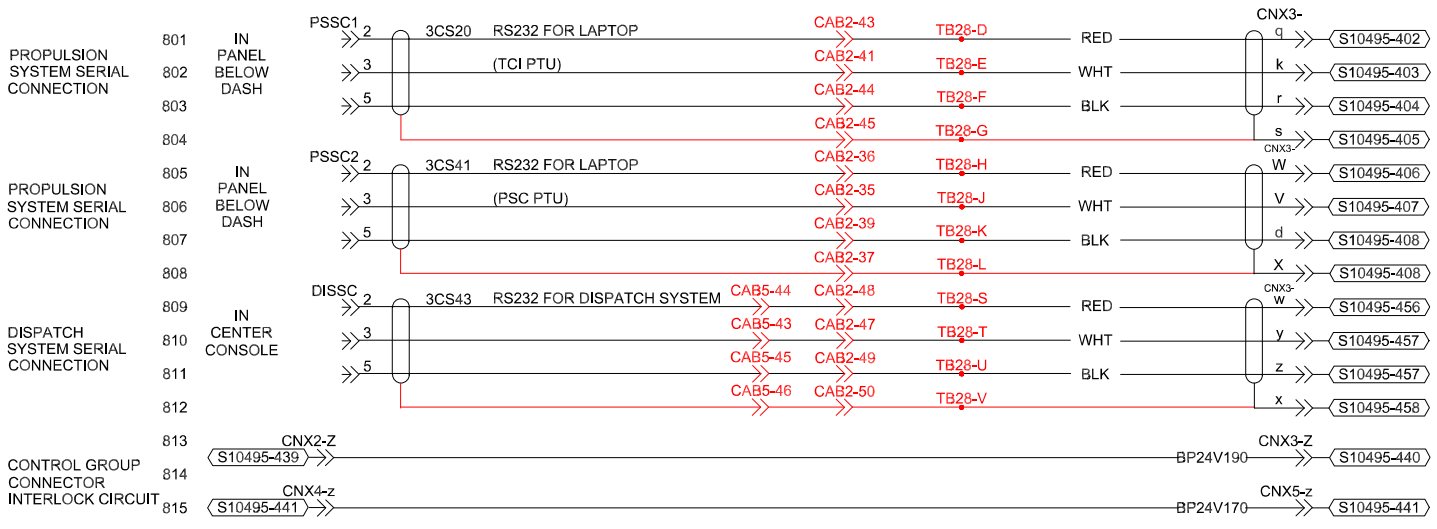 PSSC1 CNX3-
801 2 3CS20 RS232 FOR LAPTOP CAB2-43 TB28-D RED q S10495-402
PROPULSION SYSTEM SERIAL CONNECTION
IN PANEL BELOW DASH
802 3 (TCI PTU) CAB2-41 TB28-E WHT k S10495-403
803 5 CAB2-44 TB28-F BLK r S10495-404
804 CAB2-45 TB28-G s S10495-405
PSSC2 CNX3-
805 2 3CS41 RS232 FOR LAPTOP CAB2-36 TB28-H RED W S10495-406
PROPULSION SYSTEM SERIAL CONNECTION
IN PANEL BELOW DASH
806 3 (PSC PTU) CAB2-35 TB28-J WHT V S10495-407
807 5 CAB2-39 TB28-K BLK d S10495-408
808 CAB2-37 TB28-L X S10495-408
DISSC CNX3-
809 2 3CS43 RS232 FOR DISPATCH SYSTEM CAB5-44 CAB2-48 TB28-S RED w S10495-456
DISPATCH SYSTEM SERIAL CONNECTION
IN CENTER CONSOLE
810 3 CAB5-43 CAB2-47 TB28-T WHT y S10495-457
811 5 CAB5-45 CAB2-49 TB28-U BLK z S10495-457
812 CAB5-46 CAB2-50 TB28-V x S10495-458
813 CNX2-Z CNX3-Z
S10495-439 BP24V190 S10495-440
CONTROL GROUP CONNECTOR INTERLOCK CIRCUIT
814
CNX4-z CNX5-z
815 S10495-441 BP24V170 S10495-441